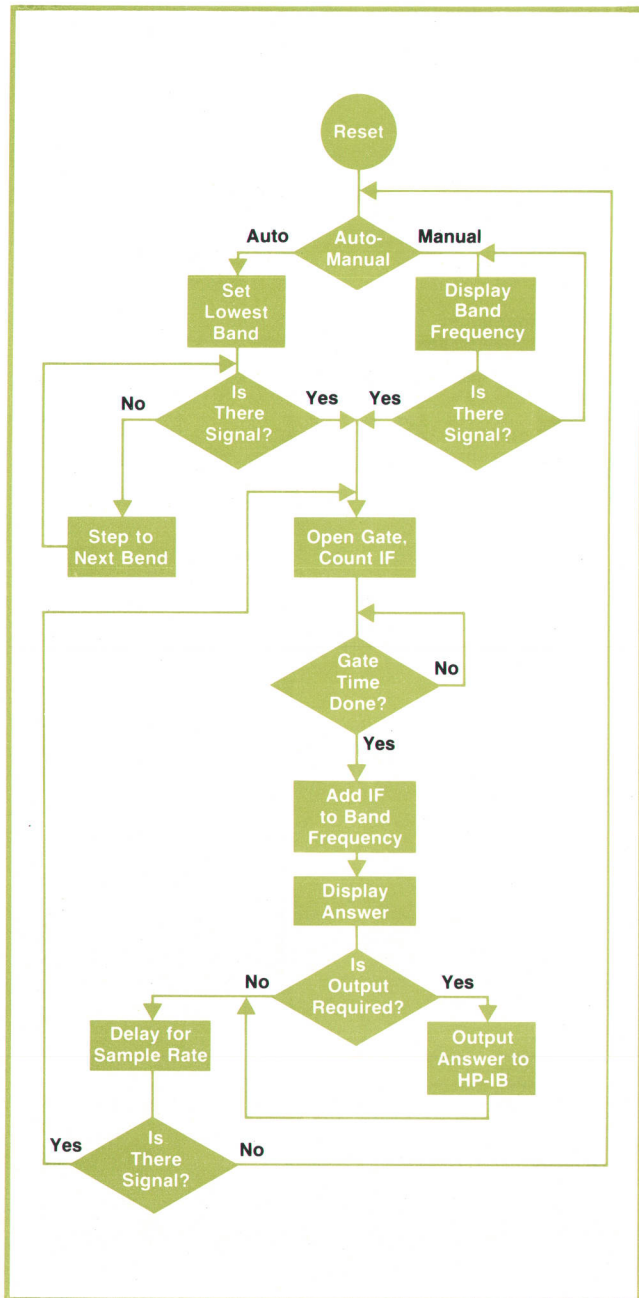 Reset
Auto
Auto-
Manual
Manual
Set
Lowest
Band
Display
Band
Frequency
No
Is
There
Signal?
Yes
Yes
Is
There
Signal?
Step to
Next Bend
Open Gate,
Count IF
Gate
Time
Done?
No
Yes
Add IF
to Band
Frequency
Display
Answer
No
Is
Output
Required?
Yes
Delay for
Sample Rate
Output
Answer to
HP-IB
Yes
Is
There
Signal?
No